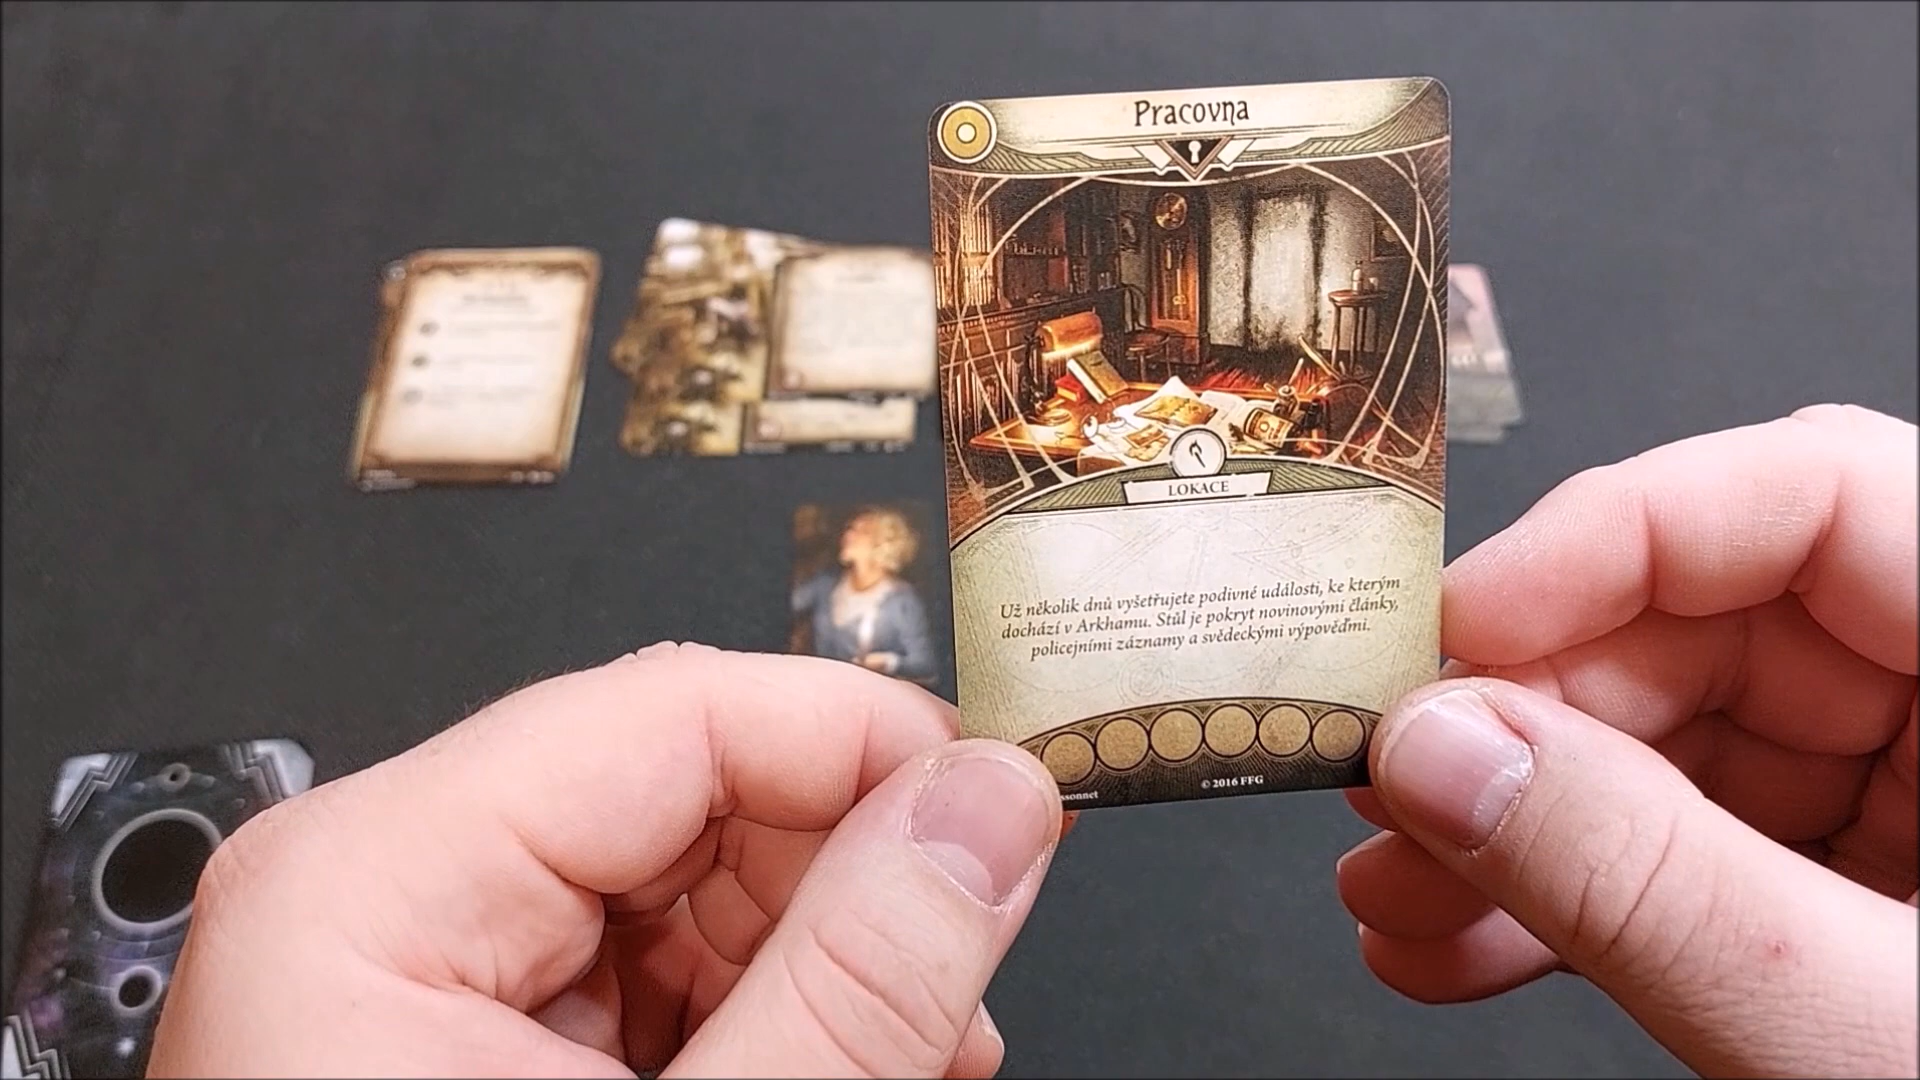 Pracovna
LOKACE
Už několik dnů vyšetřujete podivné události, ke kterým
dochází v Arkhamu. Stůl je pokryt novinovými články,
policejními záznamy a svědeckými výpověďmi.
© 2016 FFG